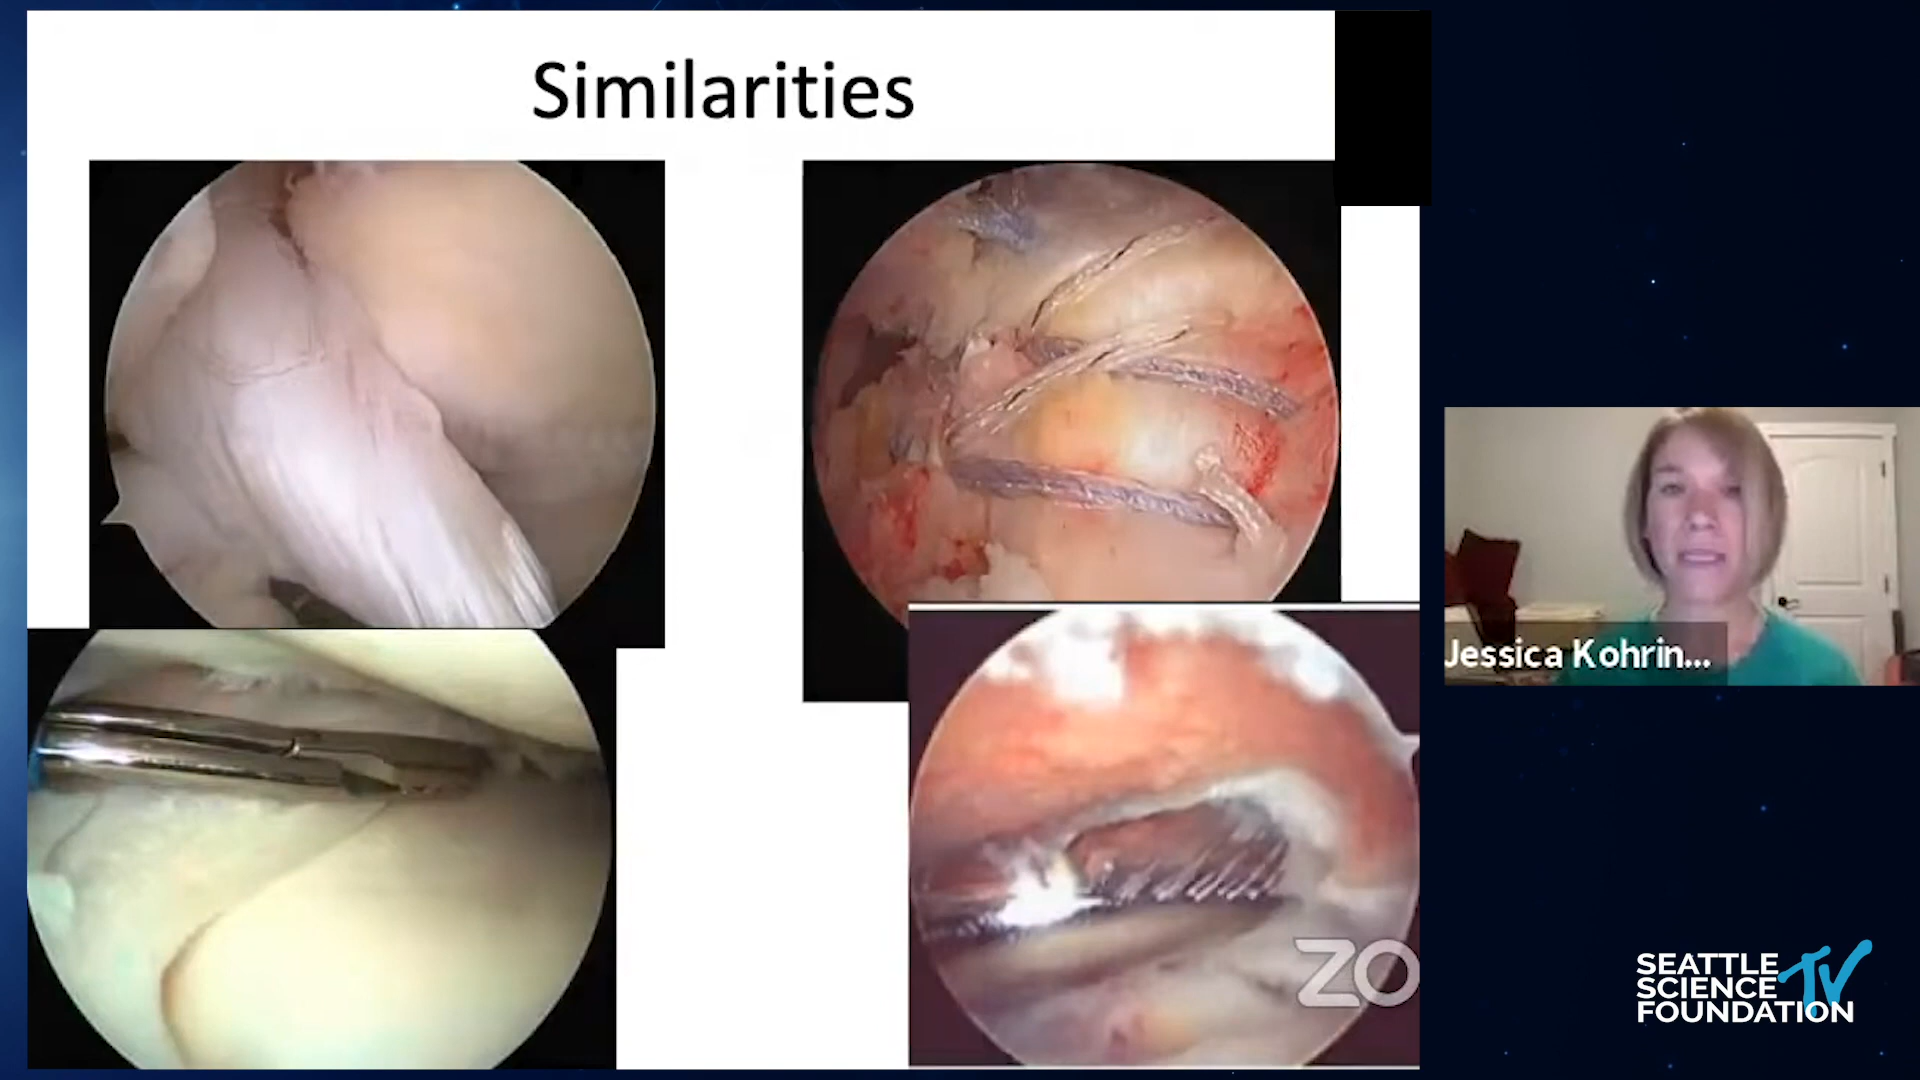 Similarities
Jessica Kohrin...
ZO
SEATTLE
SCIENCE TV
FOUNDATION